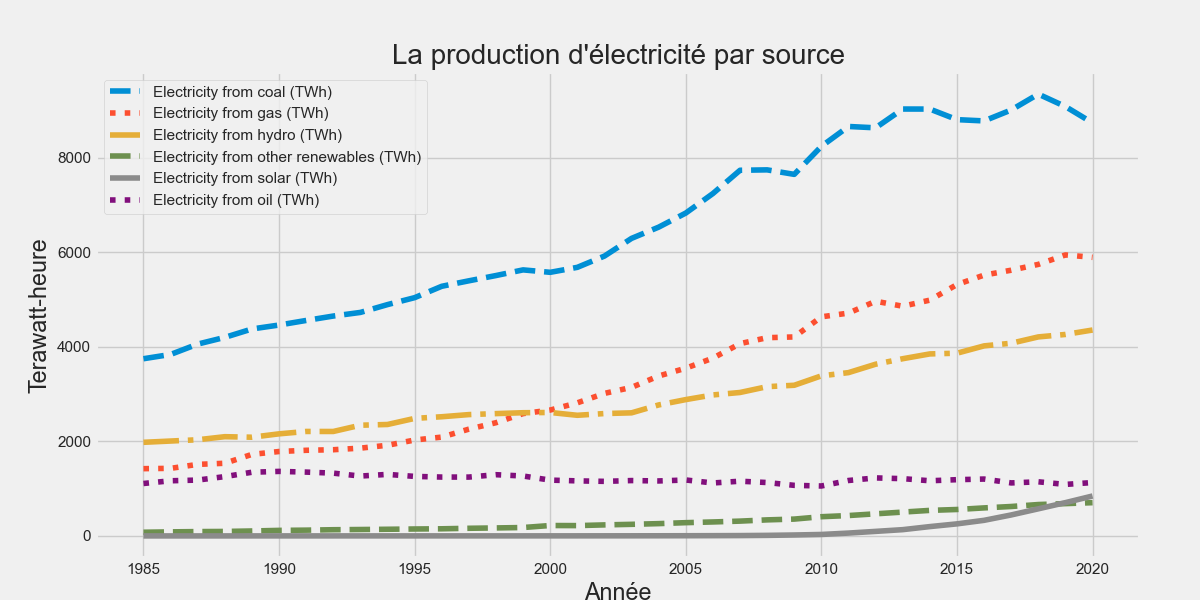 La production d'électricité par source
Electricity from coal (TWh)
Electricity from gas (TWh)
Electricity from hydro (TWh)
Electricity from other renewables (TWh)
Electricity from solar (TWh)
Electricity from oil (TWh)
8000
6000
4000
2000
0
Terawatt-heure
1985 1990 1995 2000 2005 2010 2015 2020
Année